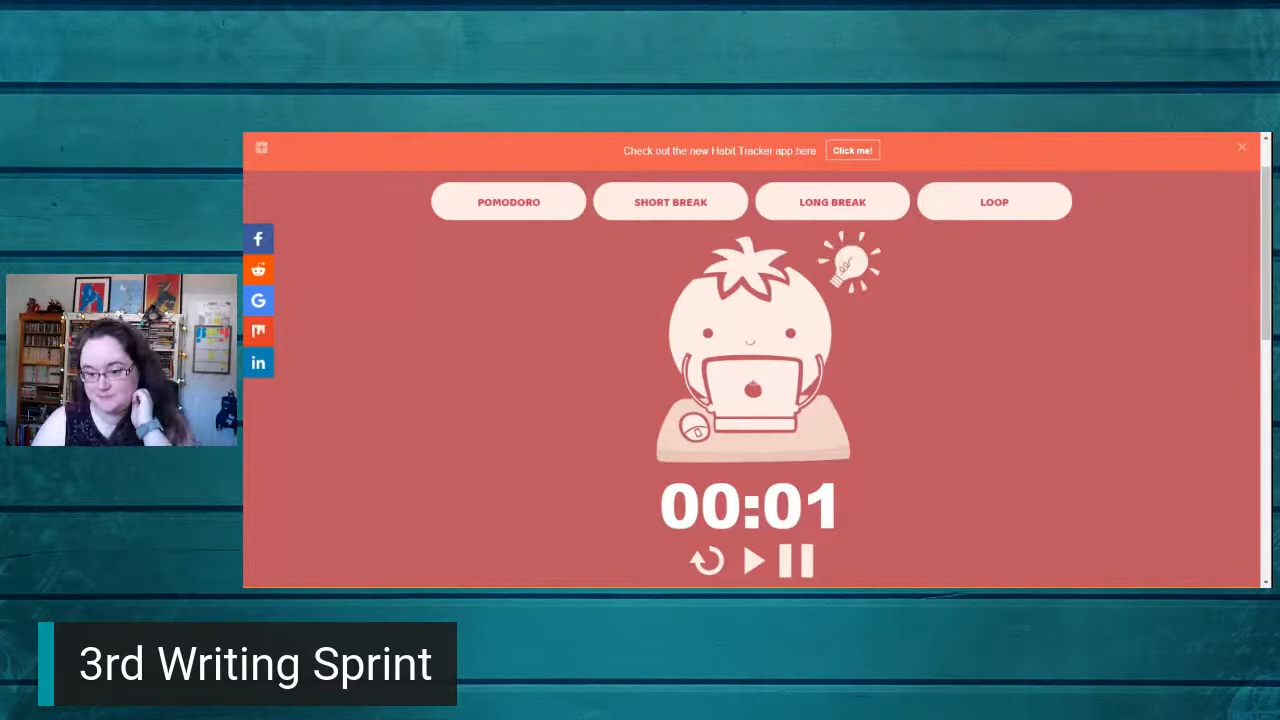 Check out the new Habit Tracker app here Click me!
POMODORO SHORT BREAK LONG BREAK LOOP
00:01
3rd Writing Sprint